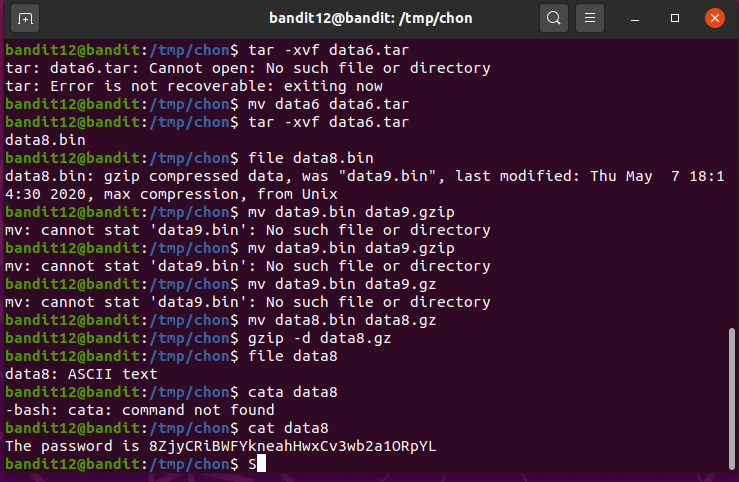 bandit12@bandit: /tmp/chon
bandit12@bandit:/tmp/chon$ tar -xvf data6.tar
tar: data6.tar: Cannot open: No such file or directory
tar: Error is not recoverable: exiting now
bandit12@bandit:/tmp/chon$ mv data6 data6.tar
bandit12@bandit:/tmp/chon$ tar -xvf data6.tar
data8.bin
bandit12@bandit:/tmp/chon$ file data8.bin
data8.bin: gzip compressed data, was "data9.bin", last modified: Thu May  7 18:1
4:30 2020, max compression, from Unix
bandit12@bandit:/tmp/chon$ mv data9.bin data9.gzip
mv: cannot stat 'data9.bin': No such file or directory
bandit12@bandit:/tmp/chon$ mv data9.bin data9.gzip
mv: cannot stat 'data9.bin': No such file or directory
bandit12@bandit:/tmp/chon$ mv data9.bin data9.gz
mv: cannot stat 'data9.bin': No such file or directory
bandit12@bandit:/tmp/chon$ mv data8.bin data8.gz
bandit12@bandit:/tmp/chon$ gzip -d data8.gz
bandit12@bandit:/tmp/chon$ file data8
data8: ASCII text
bandit12@bandit:/tmp/chon$ cata data8
-bash: cata: command not found
bandit12@bandit:/tmp/chon$ cat data8
The password is 8ZjyCRiBWFYkneahHwxCv3wb2a1ORpYL
bandit12@bandit:/tmp/chon$ S